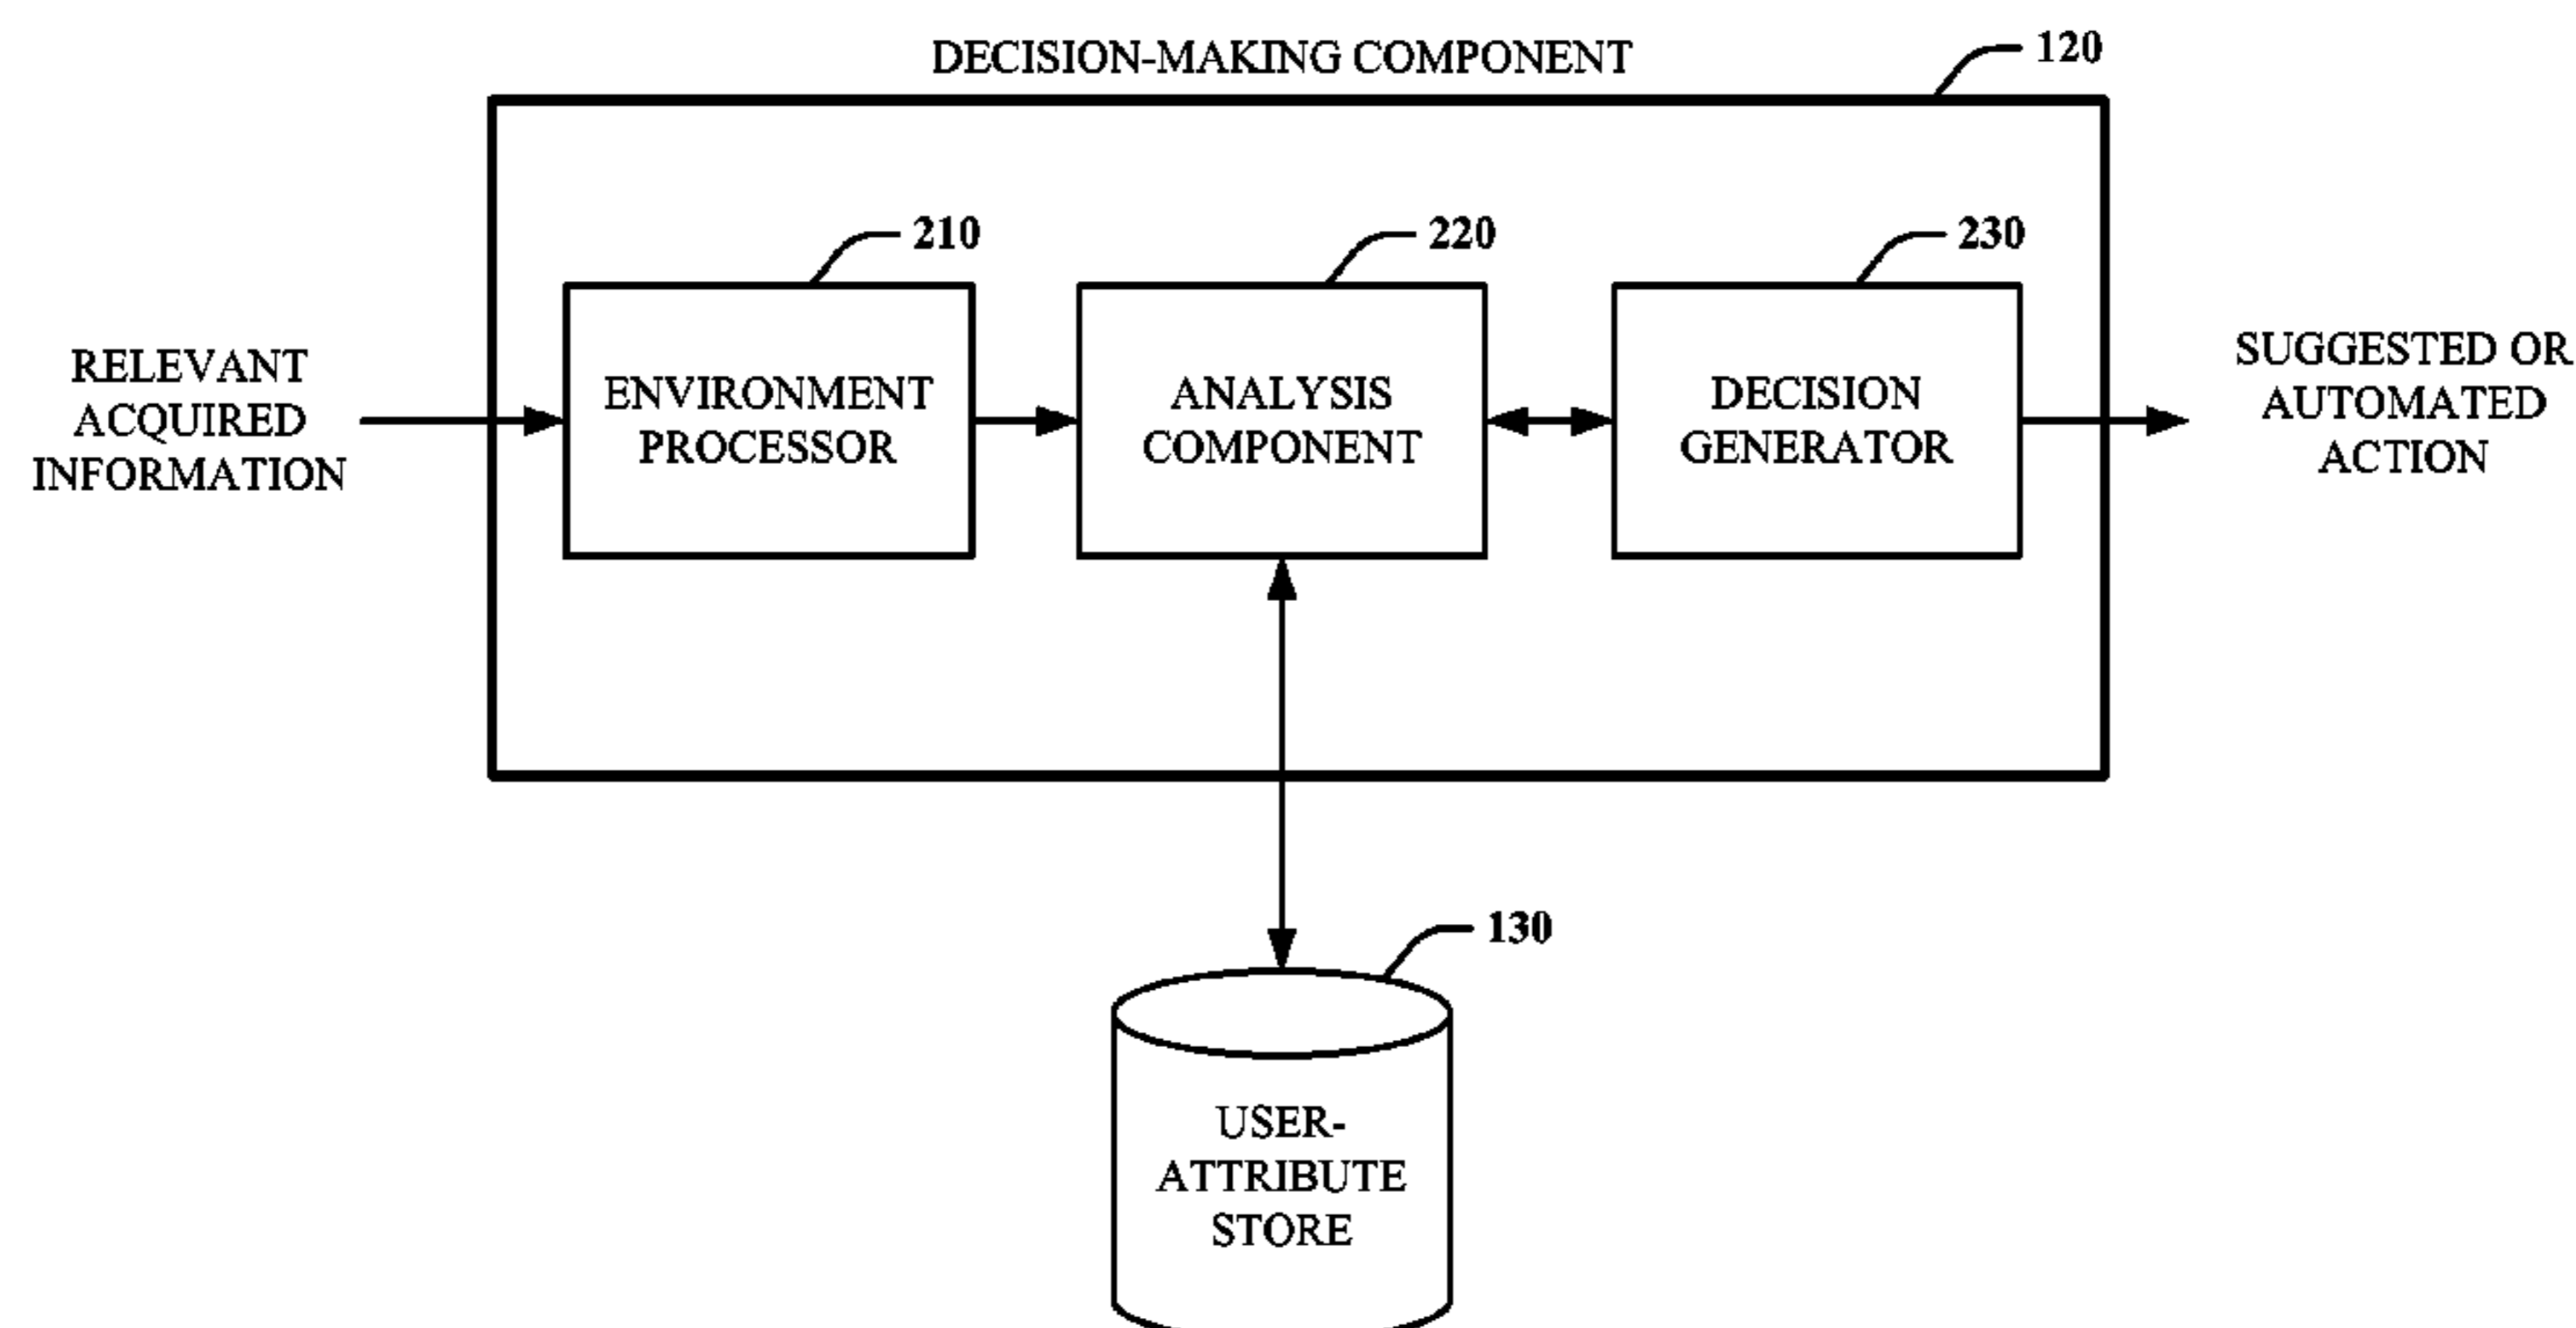 DECISION-MAKING COMPONENT
120
210
220
230
RELEVANT
ACQUIRED
INFORMATION
ENVIRONMENT
PROCESSOR
ANALYSIS
COMPONENT
DECISION
GENERATOR
SUGGESTED OR
AUTOMATED
ACTION
130
USER-
ATTRIBUTE
STORE